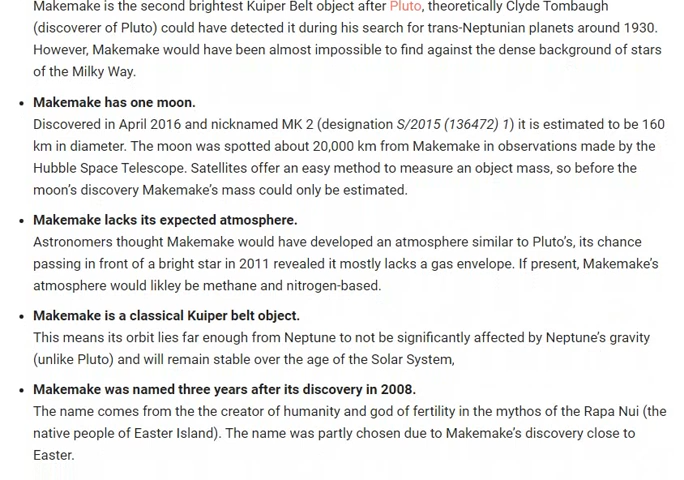 Makemake is the second brightest Kuiper Belt object after Pluto, theoretically Clyde Tombaugh
(discoverer of Pluto) could have detected it during his search for trans-Neptunian planets around 1930.
However, Makemake would have been almost impossible to find against the dense background of stars
of the Milky Way.
• Makemake has one moon.
Discovered in April 2016 and nicknamed MK 2 (designation S/2015 (136472) 1) it is estimated to be 160
km in diameter. The moon was spotted about 20,000 km from Makemake in observations made by the
Hubble Space Telescope. Satellites offer an easy method to measure an object mass, so before the
moon's discovery Makemake's mass could only be estimated.
• Makemake lacks its expected atmosphere.
Astronomers thought Makemake would have developed an atmosphere similar to Pluto's, its chance
passing in front of a bright star in 2011 revealed it mostly lacks a gas envelope. If present, Makemake's
atmosphere would likley be methane and nitrogen-based.
• Makemake is a classical Kuiper belt object.
This means its orbit lies far enough from Neptune to not be significantly affected by Neptune's gravity
(unlike Pluto) and will remain stable over the age of the Solar System,
• Makemake was named three years after its discovery in 2008.
The name comes from the the creator of humanity and god of fertility in the mythos of the Rapa Nui (the
native people of Easter Island). The name was partly chosen due to Makemake's discovery close to
Easter.